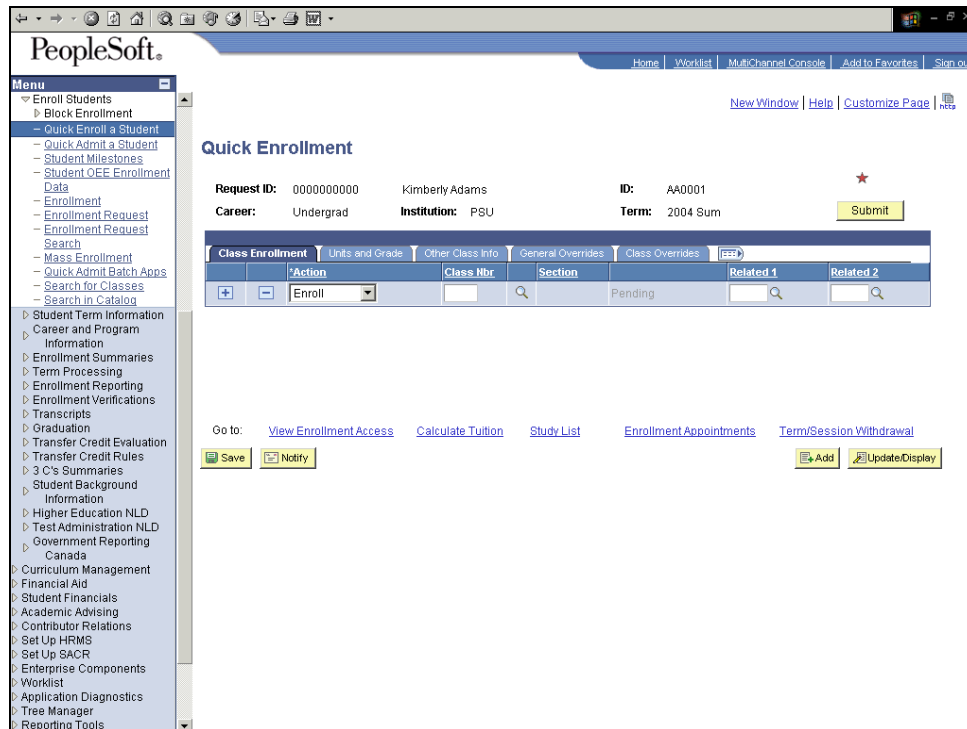 PeopleSoft.
Home | Worklist | MultiChannel Console | Add to Favorites | Sign ou
Menu
Enroll Students
Block Enrollment
Quick Enroll a Student
Quick Admit a Student
Student Milestones
Student OEE Enrollment
Data
Enrollment
Enrollment Request
Enrollment Request
Search
Mass Enrollment
Quick Admit Batch Apps
Search for Classes
Search in Catalog
Student Term Information
Career and Program
Information
Enrollment Summaries
Term Processing
Enrollment Reporting
Enrollment Verifications
Transcripts
Graduation
Transfer Credit Evaluation
Transfer Credit Rules
3 C's Summaries
Student Background
Information
Higher Education NLD
Test Administration NLD
Government Reporting
Canada
Curriculum Management
Financial Aid
Student Financials
Academic Advising
Contributor Relations
Set Up HRMS
Set Up SACR
Enterprise Components
Worklist
Application Diagnostics
Tree Manager
Reporting Tools
New Window | Help | Customize Page | http
Quick Enrollment
Request ID: 0000000000 Kimberly Adams ID: AA0001
Career: Undergrad Institution: PSU Term: 2004 Sum Submit
Class Enrollment Units and Grade Other Class Info General Overrides Class Overrides
*Action Class Nbr Section Related 1 Related 2
Enroll Pending
Go to: View Enrollment Access Calculate Tuition Study List Enrollment Appointments Term/Session Withdrawal
Save Notify Add Update/Display